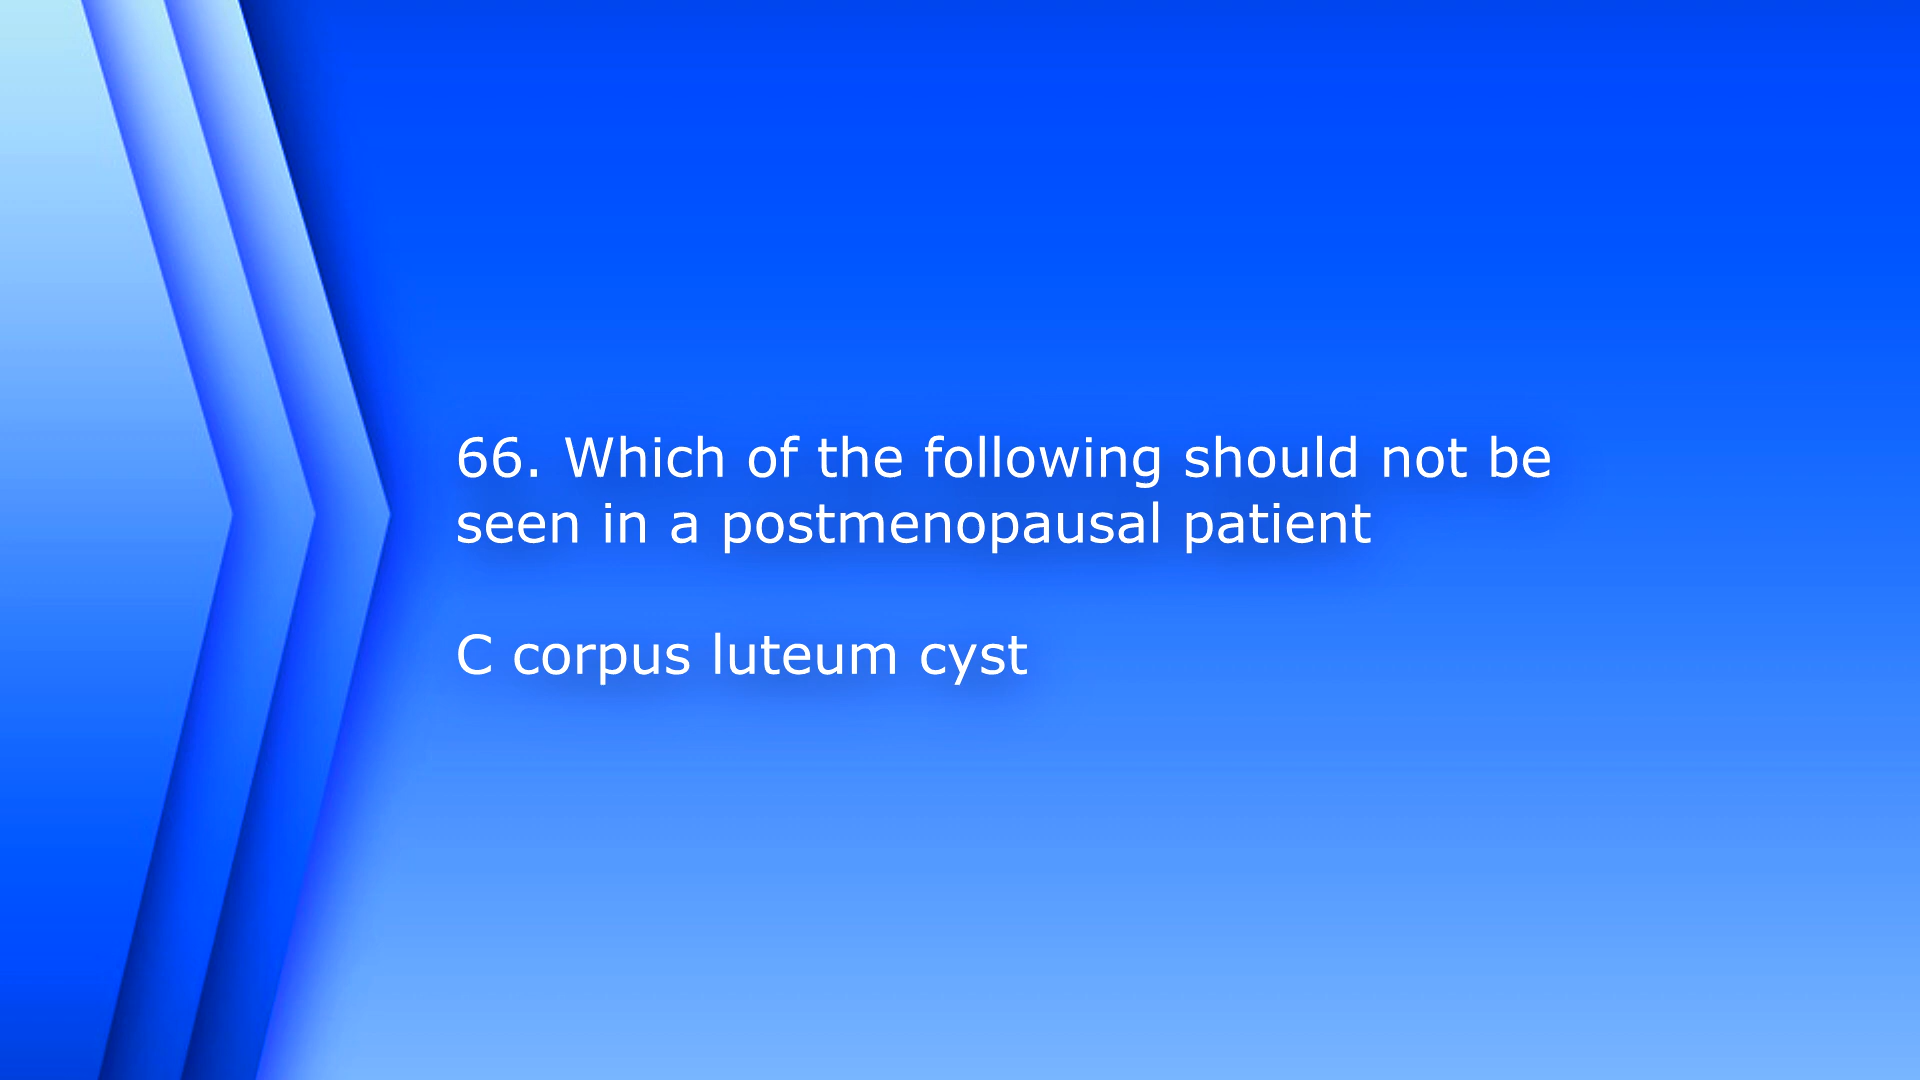 66. Which of the following should not be
seen in a postmenopausal patient
C corpus luteum cyst